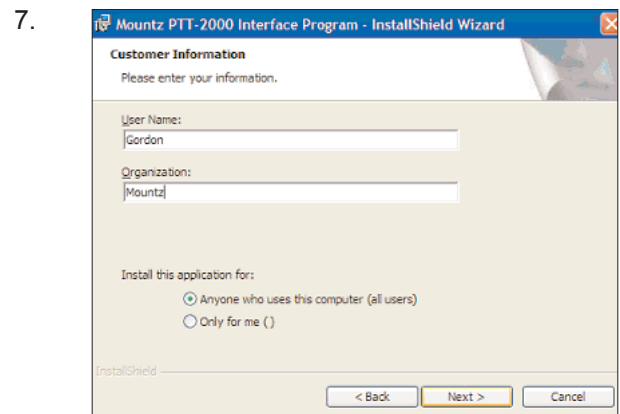 7.
Mountz PTT-2000 Interface Program - InstallShield Wizard
Customer Information
Please enter your information.
User Name:
Gordon
Organization:
Mountz
Install this application for:
Anyone who uses this computer (all users)
Only for me ( )
InstallShield
< Back Next > Cancel